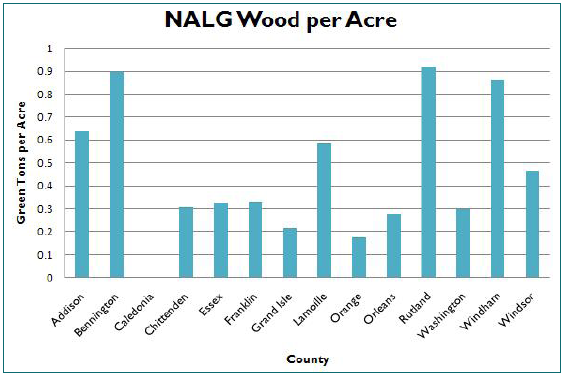 NALG Wood per Acre
Green Tons per Acre
1
0.9
0.8
0.7
0.6
0.5
0.4
0.3
0.2
0.1
0
Addison
Bennington
Caledonia
Chittenden
Essex
Franklin
Grand Isle
Lamoille
Orange
Orleans
Rutland
Washington
Windham
Windsor
County